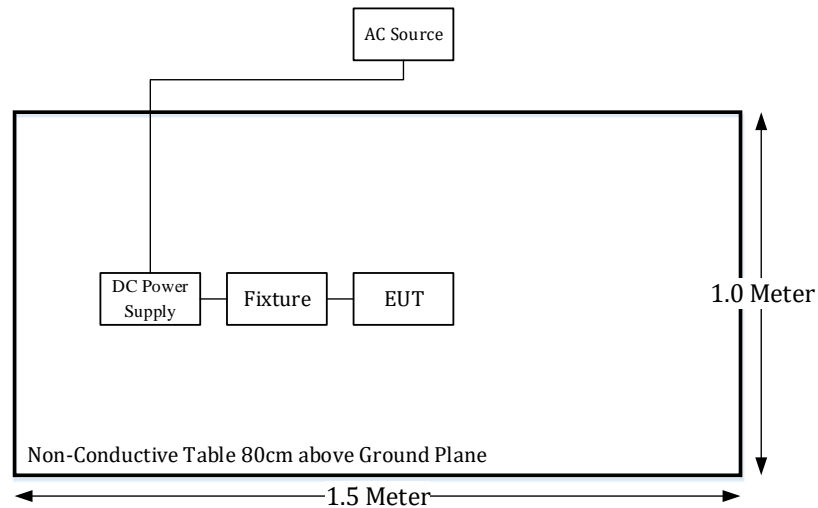 AC Source
DC Power
Supply
Fixture
EUT
1.0 Meter
Non-Conductive Table 80cm above Ground Plane
1.5 Meter